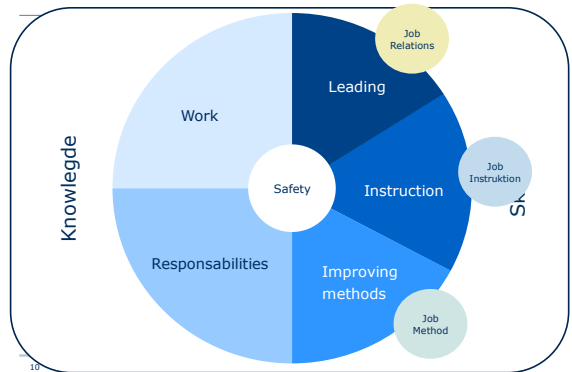 Job
Relations
Leading
Work
Knowlegde
Job
Instruktion
Safety
Instruction
Responsabilities
Improving
methods
Job
Method
10